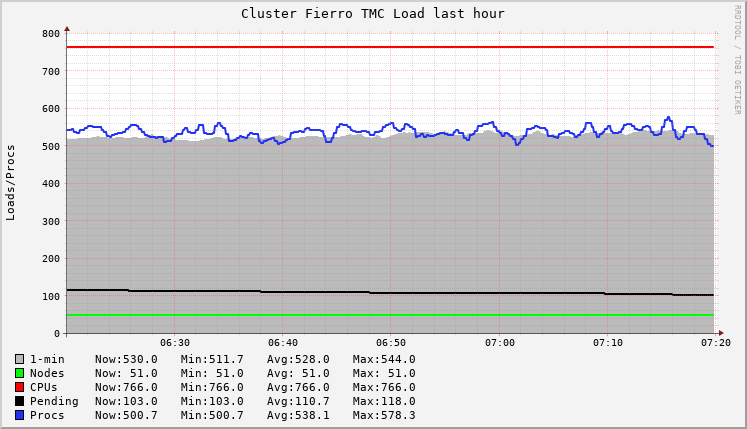 Cluster Fierro TMC Load last hour
RRDTOOL / TOBI OETIKER
Loads/Procs
800
700
600
500
400
300
200
100
0
06:30 06:40 06:50 07:00 07:10 07:20
1-min Now:530.0 Min:511.7 Avg:528.0 Max:544.0
Nodes Now: 51.0 Min: 51.0 Avg: 51.0 Max: 51.0
CPUs Now:766.0 Min:766.0 Avg:766.0 Max:766.0
Pending Now:103.0 Min:103.0 Avg:110.7 Max:118.0
Procs Now:500.7 Min:500.7 Avg:538.1 Max:578.3